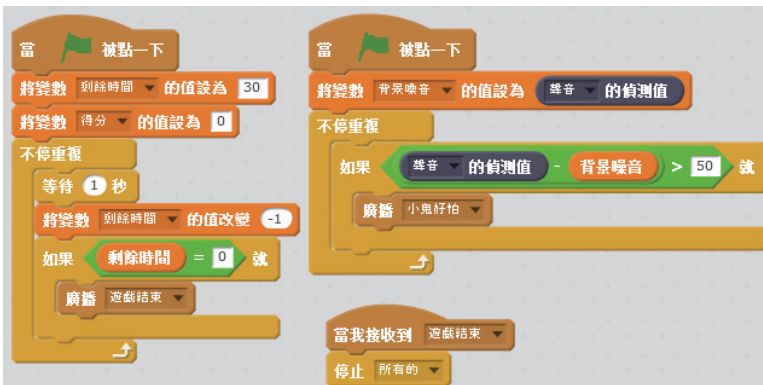 當 被點一下
將變數 剩餘時間 的值設為 30
將變數 得分 的值設為 0
不停重複
等待 1 秒
將變數 剩餘時間 的值改變 -1
如果 剩餘時間 = 0 就
廣播 遊戲結束
當 被點一下
將變數 背景噪音 的值設為 聲音 的偵測值
不停重複
如果 聲音 的偵測值 - 背景噪音 > 50 就
廣播 小鬼好怕
當我接收到 遊戲結束
停止 所有的